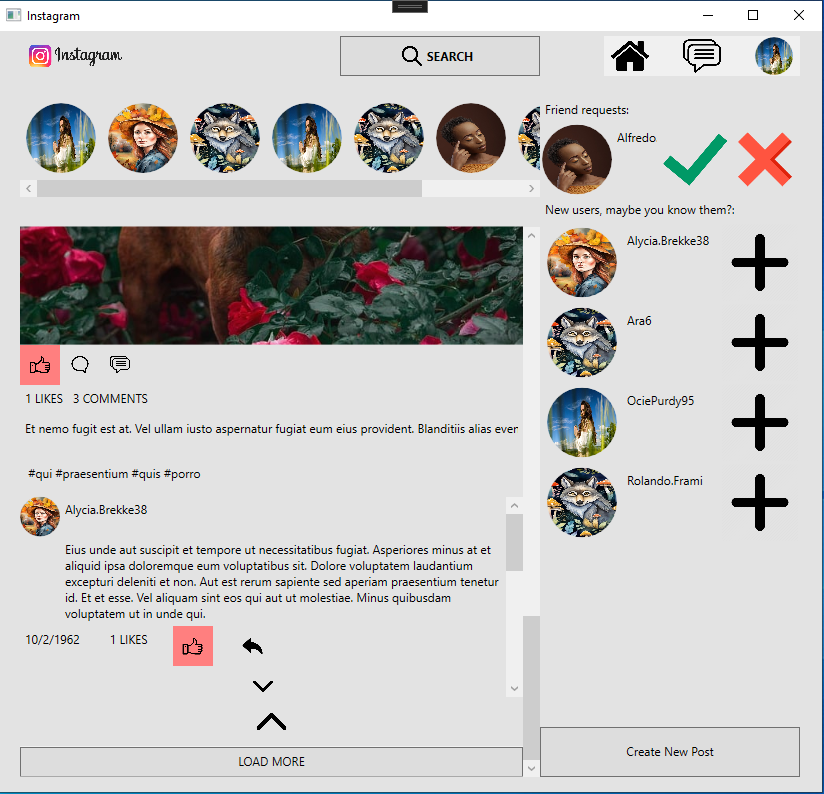 Instagram
Instagram
SEARCH
Friend requests:
Alfredo
New users, maybe you know them?:
Alycia.Brekke38
Ara6
OciePurdy95
Rolando.Frami
1 LIKES 3 COMMENTS
Et nemo fugit est at. Vel ullam iusto aspernatur fugiat eum eius provident. Blanditiis alias ever
#qui #praesentium #quis #porro
Alycia.Brekke38
Eius unde aut suscipit et tempore ut necessitatibus fugiat. Asperiores minus at et
aliquid ipsa doloremque eum voluptatibus sit. Dolore voluptatem laudantium
excepturi deleniti et non. Aut est rerum sapiente sed aperiam praesentium tenetur
id. Et et esse. Vel aliquam sint eos qui aut ut molestiae. Minus quibusdam
voluptatem ut in unde qui.
10/2/1962 1 LIKES
LOAD MORE
Create New Post